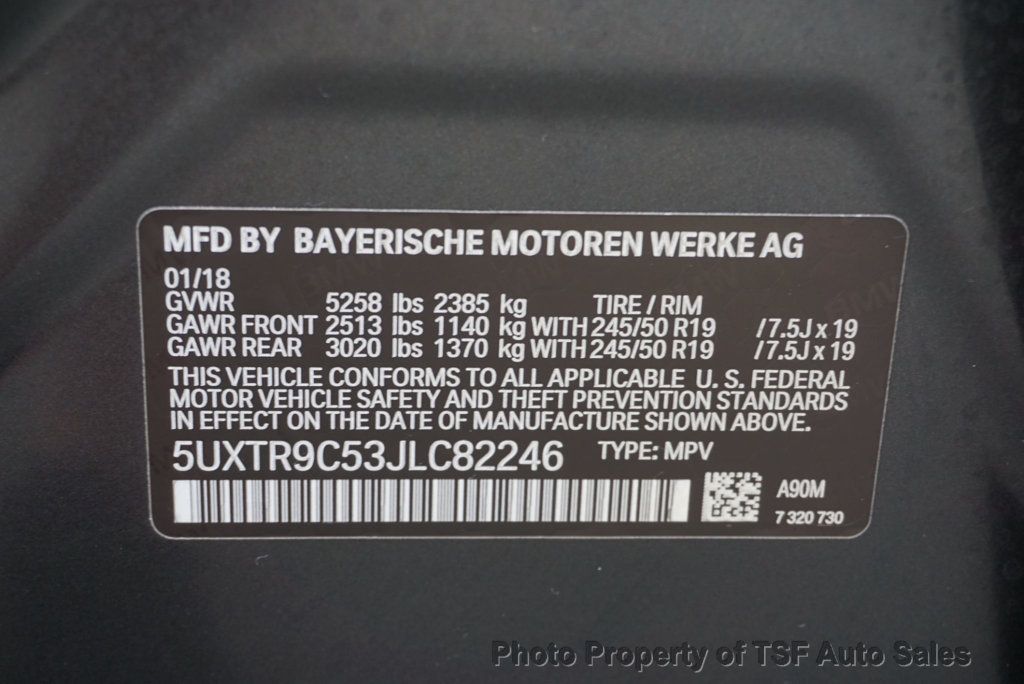 MFD BY BAYERISCHE MOTOREN WERKE AG
01/18
GVWR 5258 lbs 2385 kg TIRE / RIM
GAWR FRONT 2513 lbs 1140 kg WITH 245/50 R19 /7.5J x 19
GAWR REAR 3020 lbs 1370 kg WITH 245/50 R19 /7.5J x 19
THIS VEHICLE CONFORMS TO ALL APPLICABLE U. S. FEDERAL
MOTOR VEHICLE SAFETY AND THEFT PREVENTION STANDARDS
IN EFFECT ON THE DATE OF MANUFACTURE SHOWN ABOVE.
5UXTR9C53JLC82246 TYPE: MPV
A90M
7 320 730
Photo Property of TSF Auto Sales